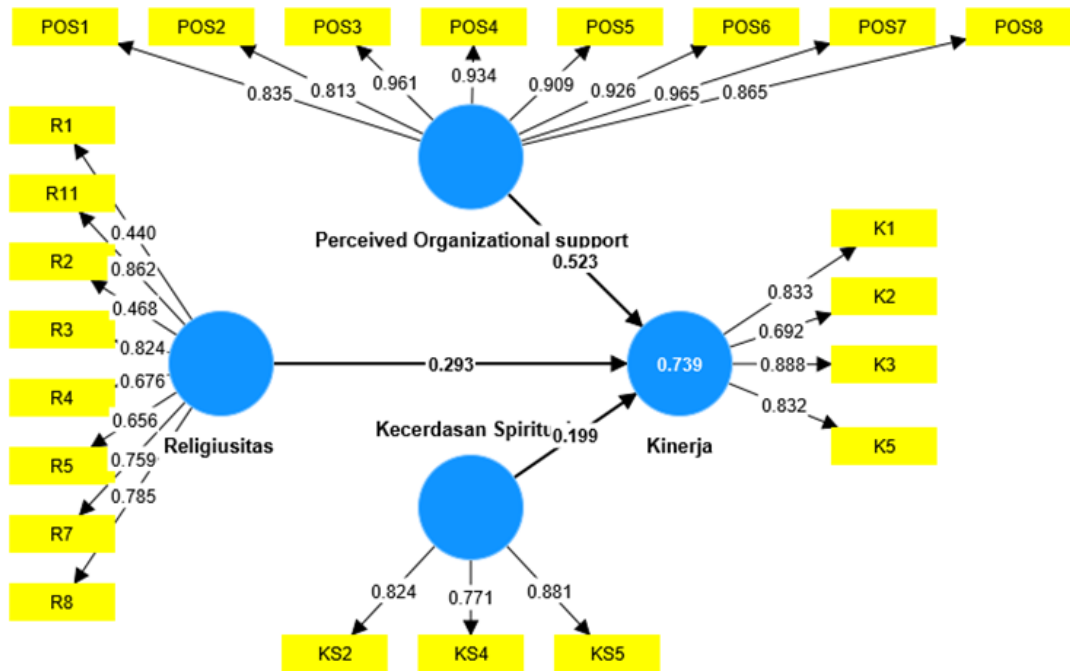 POS1 POS2 POS3 POS4 POS5 POS6 POS7 POS8
0.835 0.813 0.961 0.934 0.909 0.926 0.965 0.865
R1
R11
R2
R3
R4
R5
R7
R8
0.440
0.862
0.468
0.824
0.676
0.656
0.759
0.785
Religiusitas
Perceived Organizational support
0.523
0.293
Kecerdasan
0.199
0.739
Kinerja
K1
K2
K3
K5
0.833
0.692
0.888
0.832
0.824 0.771 0.881
KS2 KS4 KS5